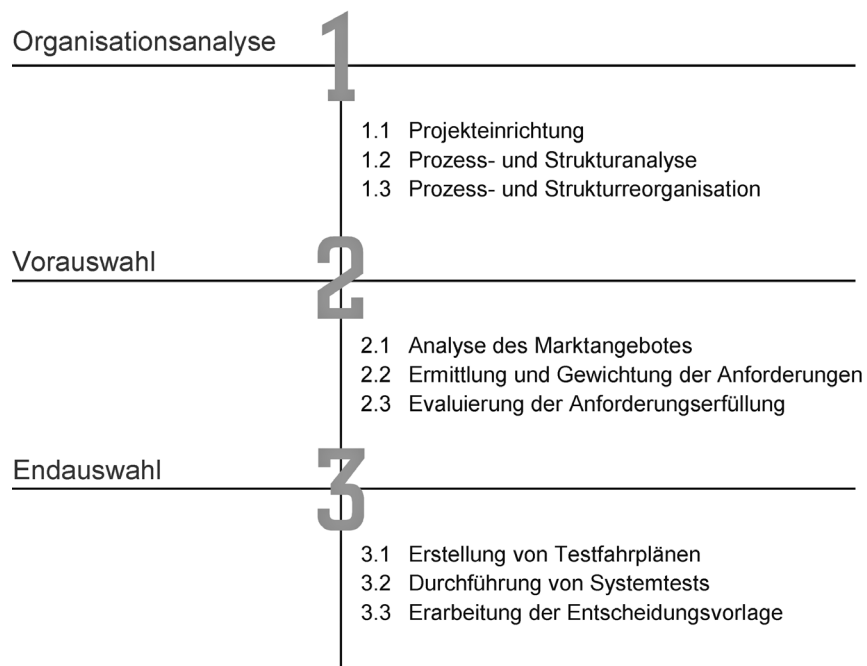 Organisationsanalyse
1
1.1 Projekteinrichtung
1.2 Prozess- und Strukturanalyse
1.3 Prozess- und Strukturreorganisation
Vorauswahl
2
2.1 Analyse des Marktangebotes
2.2 Ermittlung und Gewichtung der Anforderungen
2.3 Evaluierung der Anforderungserfüllung
Endauswahl
3
3.1 Erstellung von Testfahrplänen
3.2 Durchführung von Systemtests
3.3 Erarbeitung der Entscheidungsvorlage